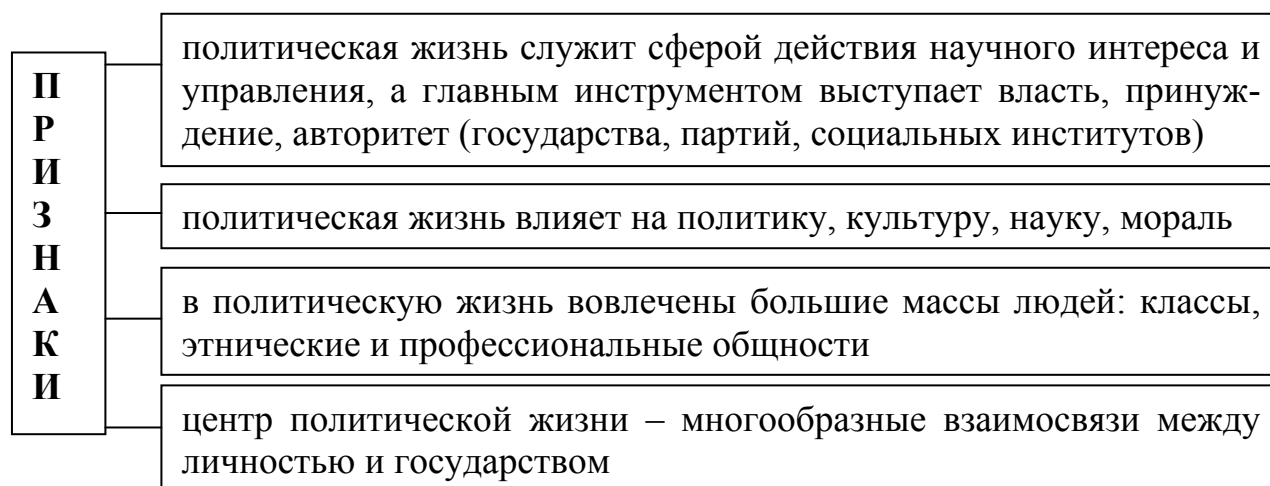 ПРИЗНАКИ
политическая жизнь служит сферой действия научного интереса и
управления, а главным инструментом выступает власть, принуж-
дение, авторитет (государства, партий, социальных институтов)
политическая жизнь влияет на политику, культуру, науку, мораль
в политическую жизнь вовлечены большие массы людей: классы,
этнические и профессиональные общности
центр политической жизни – многообразные взаимосвязи между
личностью и государством